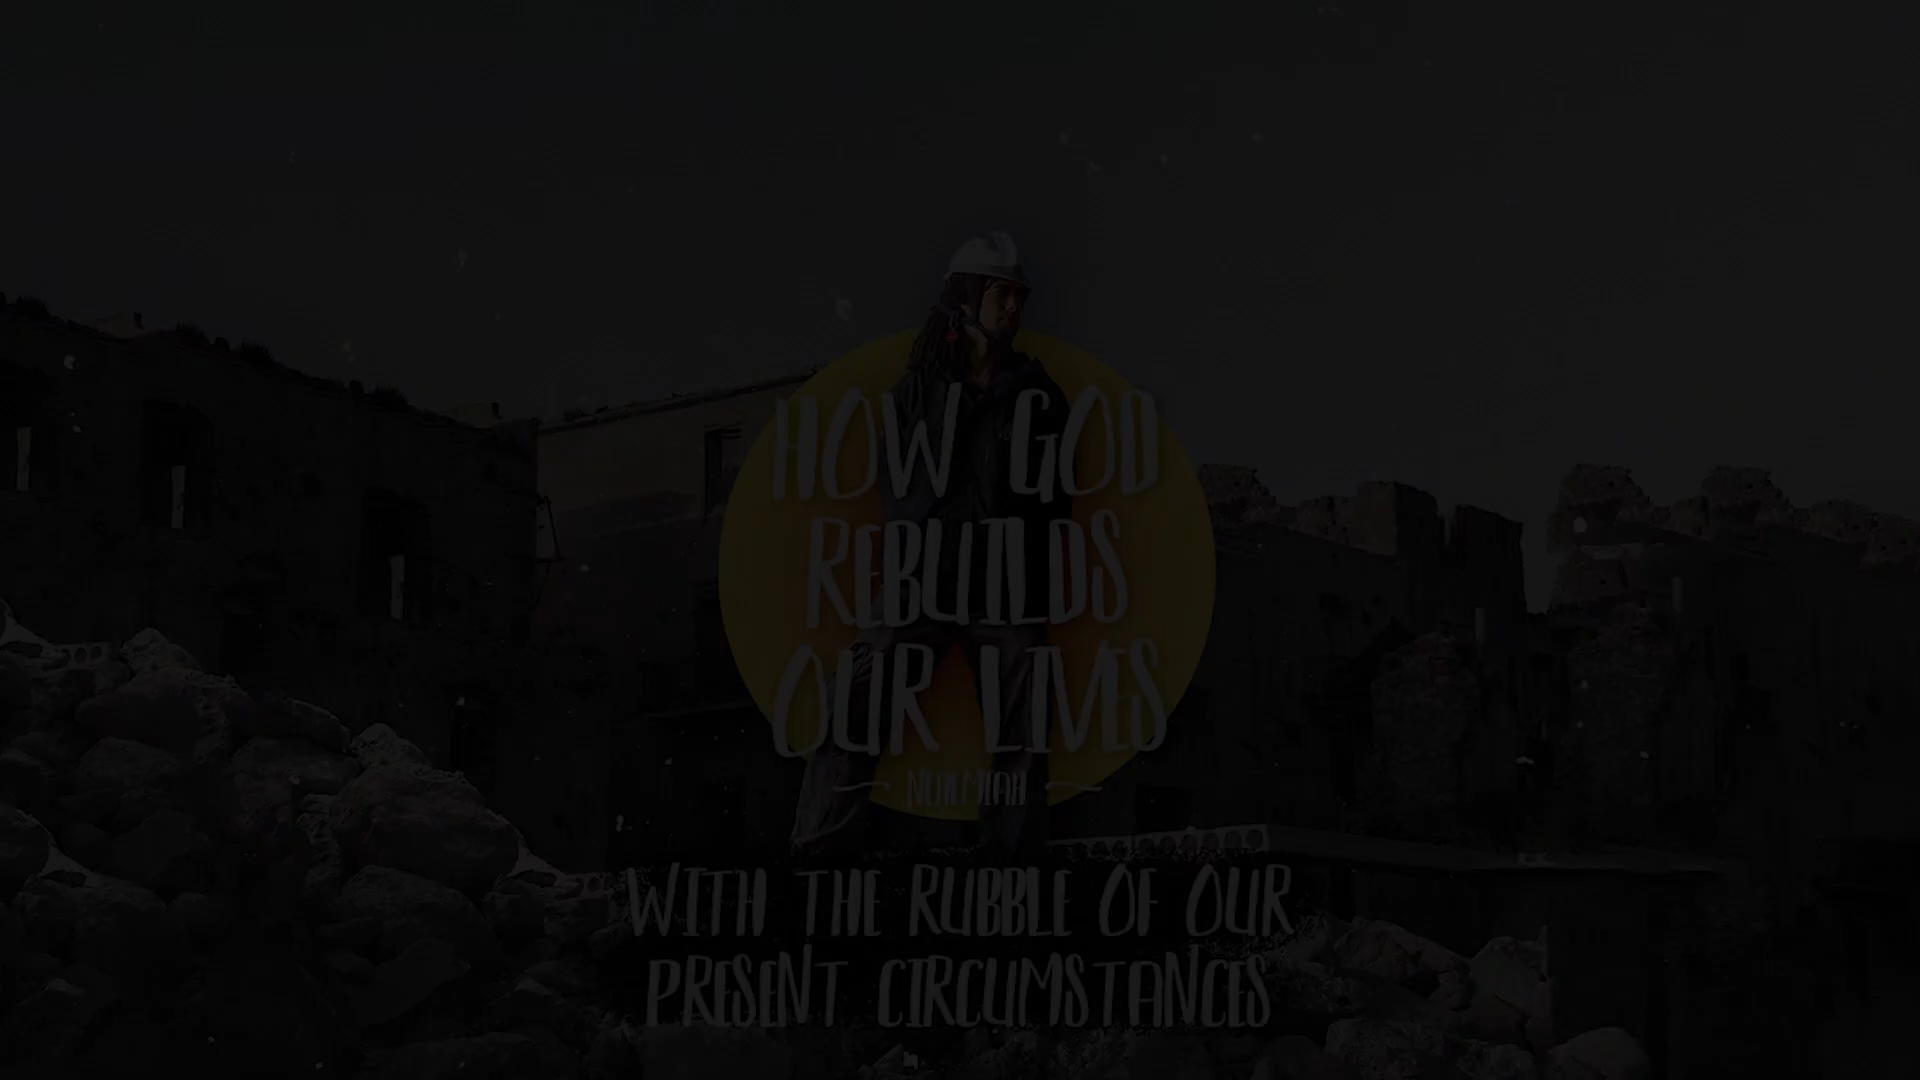 HOW GOD
REBUILDS
OUR LIVES
NEHEMIAH
WITH THE RUBBLE OF OUR
PRESENT CIRCUMSTANCES